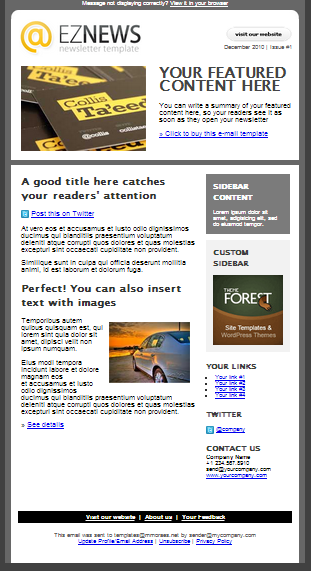 Message not displaying correctly? View it in your browser
@ EZNEWS
newsletter template
visit our website
December 2010 | Issue #1
Collis
Ta'eed
YOUR FEATURED
CONTENT HERE
You can write a summary of your featured
content here, so your readers see it as
soon as they open your newsletter
» Click to buy this e-mail template
A good title here catches
your readers' attention
Post this on Twitter
At vero eos et accusamus et iusto odio dignissimos
ducimus qui blanditiis praesentium voluptatum
deleniti atque corrupti quos dolores et quas molestias
excepturi sint occaecati cupiditate non provident.
Similique sunt in culpa qui officia deserunt mollitia
animi, id est laborum et dolorum fuga.
Perfect! You can also insert
text with images
Temporibus autem
quibus quisquam est, qui
lorem sint quia dolor sit
amet, dipisci velit non
ipsum numquam.
Eius modi tempora
incidunt labore et dolore
magnam eos
et accusamus et iusto
odio dignissimos
ducimus qui blanditiis praesentium voluptatum
deleniti atque corrupti quos dolores et quas molestias
excepturi sint occaecati cupiditate non provident.
» See details
SIDEBAR
CONTENT
Lorem ipsum dolor sit
amet, adipiscing elit, sed
do eiusmod tempor.
CUSTOM
SIDEBAR
THEME
FOREST
Site Templates &
WordPress Themes
YOUR LINKS
Your link #1
Your link #2
Your link #3
Your link #4
TWITTER
@company
CONTACT US
Company Name
+1 234.567.8910
send@yourcompany.com
www.yourcompany.com
Visit our website | About us | Your Feedback
This email was sent to templates@mmorass.net by sender@mycompany.com
Update Profile/Email Address | Unsubscribe | Privacy Policy